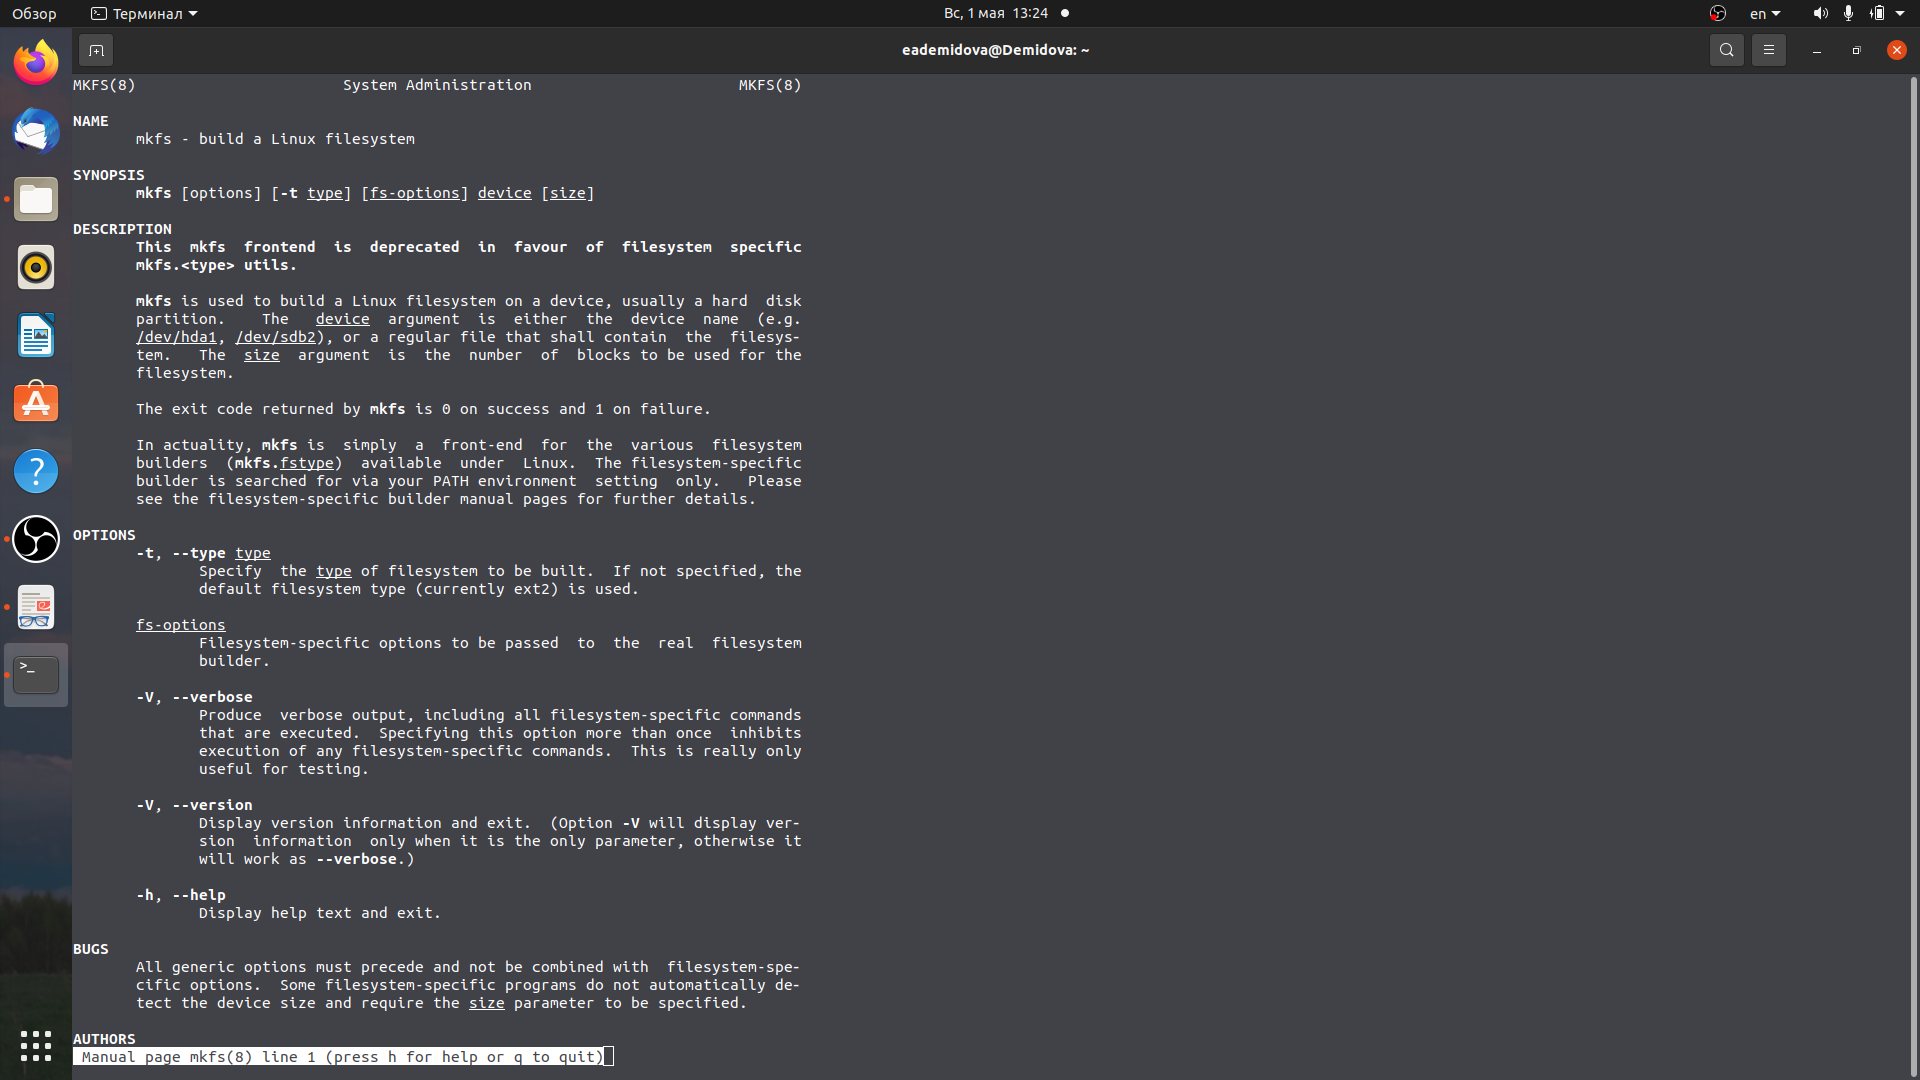 Обзор Терминал Вс, 1 мая 13:24 en
eademidova@Demidova: ~
MKFS(8) System Administration MKFS(8)
NAME
mkfs - build a Linux filesystem
SYNOPSIS
mkfs [options] [-t type] [fs-options] device [size]
DESCRIPTION
This mkfs frontend is deprecated in favour of filesystem specific
mkfs.<type> utils.
mkfs is used to build a Linux filesystem on a device, usually a hard disk
partition. The device argument is either the device name (e.g.
/dev/hda1, /dev/sdb2), or a regular file that shall contain the filesys-
tem. The size argument is the number of blocks to be used for the
filesystem.
The exit code returned by mkfs is 0 on success and 1 on failure.
In actuality, mkfs is simply a front-end for the various filesystem
builders (mkfs.fstype) available under Linux. The filesystem-specific
builder is searched for via your PATH environment setting only. Please
see the filesystem-specific builder manual pages for further details.
OPTIONS
-t, --type type
Specify the type of filesystem to be built. If not specified, the
default filesystem type (currently ext2) is used.
fs-options
Filesystem-specific options to be passed to the real filesystem
builder.
-V, --verbose
Produce verbose output, including all filesystem-specific commands
that are executed. Specifying this option more than once inhibits
execution of any filesystem-specific commands. This is really only
useful for testing.
-V, --version
Display version information and exit. (Option -V will display ver-
sion information only when it is the only parameter, otherwise it
will work as --verbose.)
-h, --help
Display help text and exit.
BUGS
All generic options must precede and not be combined with filesystem-spe-
cific options. Some filesystem-specific programs do not automatically de-
tect the device size and require the size parameter to be specified.
AUTHORS
Manual page mkfs(8) line 1 (press h for help or q to quit)